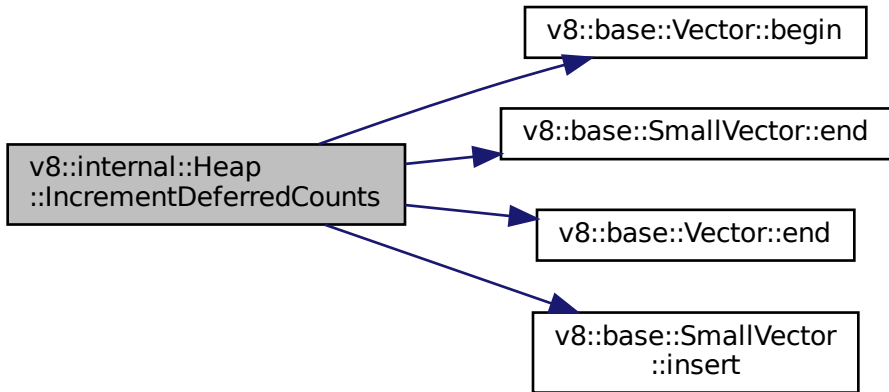 v8::base::Vector::begin
v8::base::SmallVector::end
v8::internal::Heap
::IncrementDeferredCounts
v8::base::Vector::end
v8::base::SmallVector
::insert